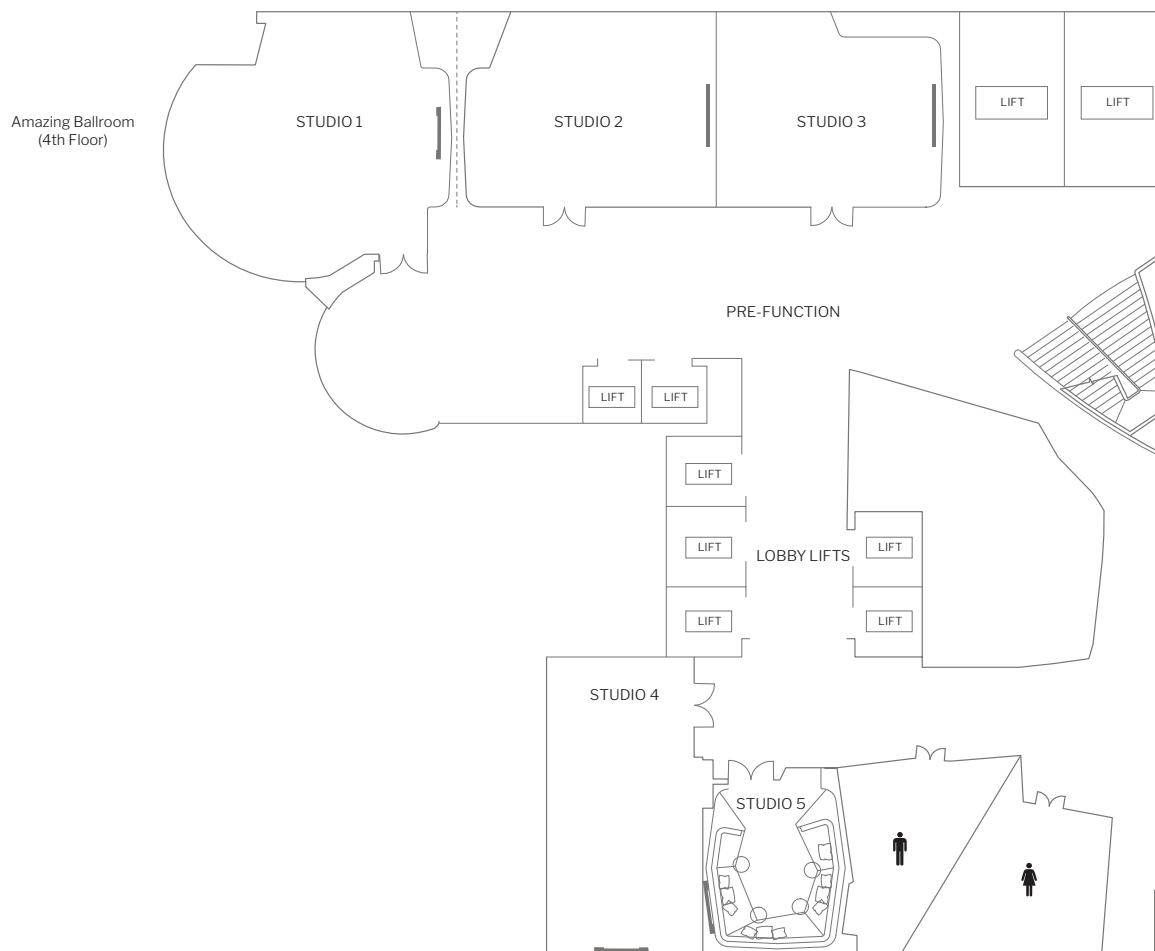 LIFT
LIFT
Amazing Ballroom
(4th Floor)
STUDIO 1
STUDIO 2
STUDIO 3
PRE-FUNCTION
LIFT
LIFT
LIFT
LIFT
LOBBY LIFTS
LIFT
LIFT
LIFT
STUDIO 4
STUDIO 5